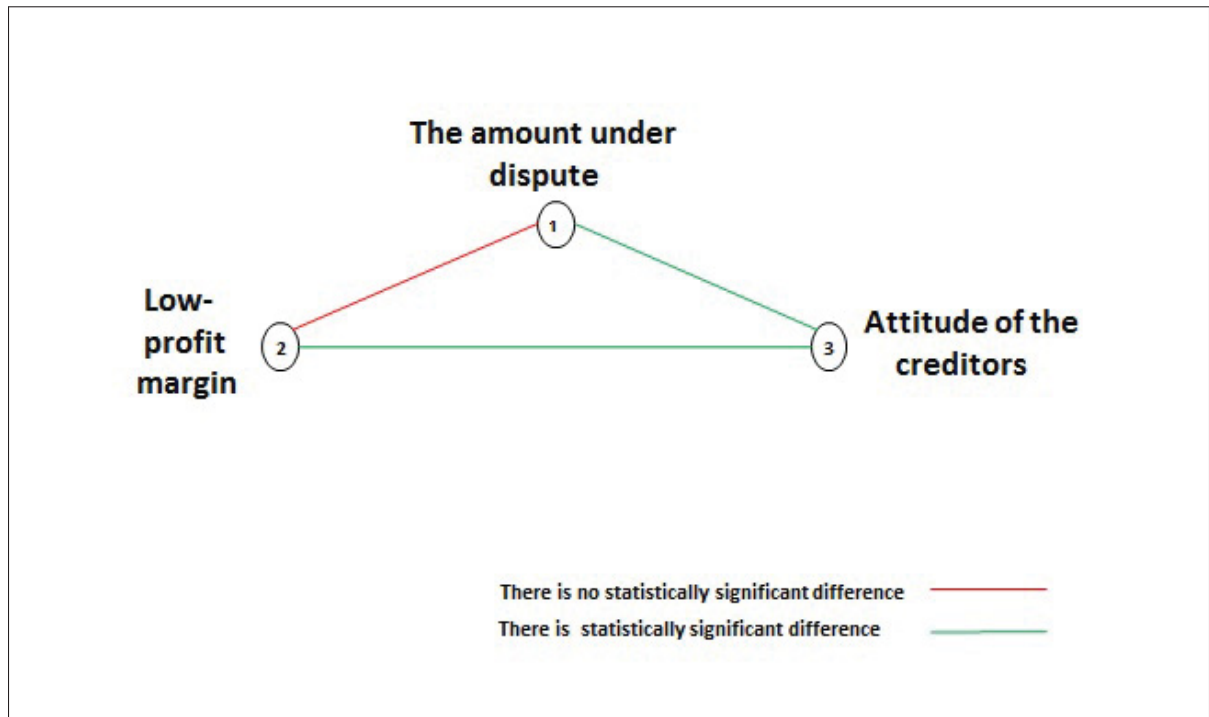 The amount under
dispute
1
Low-
profit
margin
2
3
Attitude of the
creditors
There is no statistically significant difference
There is statistically significant difference